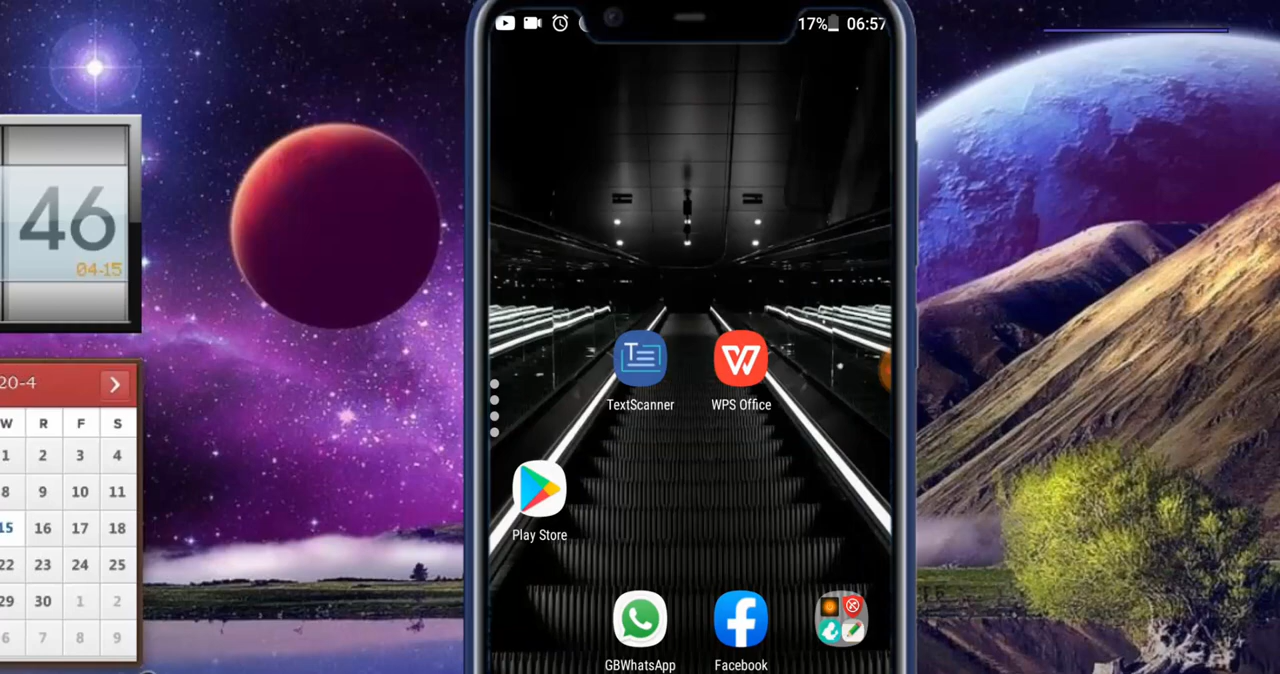 17% 06:57
46
04-15
20-4
W R F S
1 2 3 4
8 9 10 11
15 16 17 18
22 23 24 25
29 30 1 2
6 7 8 9
TextScanner WPS Office
Play Store
GBWhatsApp Facebook